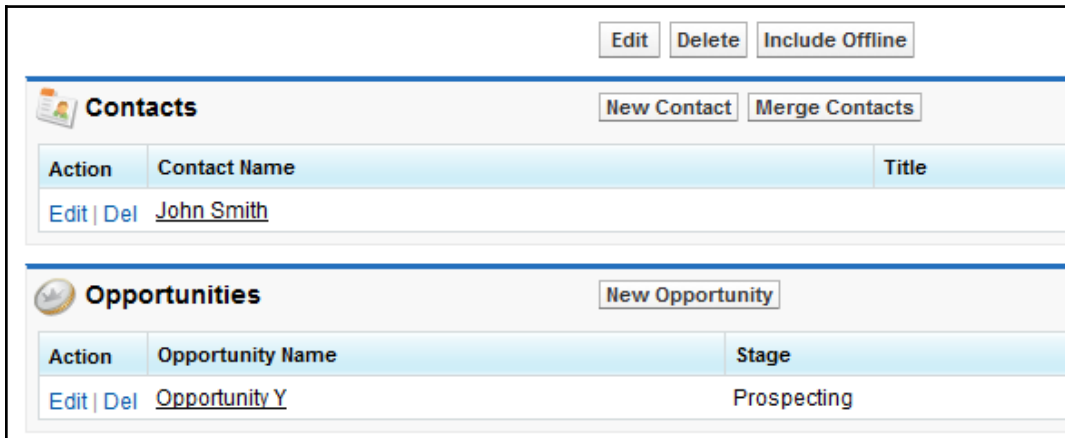 Edit Delete Include Offline
Contacts New Contact Merge Contacts
Action Contact Name Title
Edit | Del John Smith
Opportunities New Opportunity
Action Opportunity Name Stage
Edit | Del Opportunity Y Prospecting